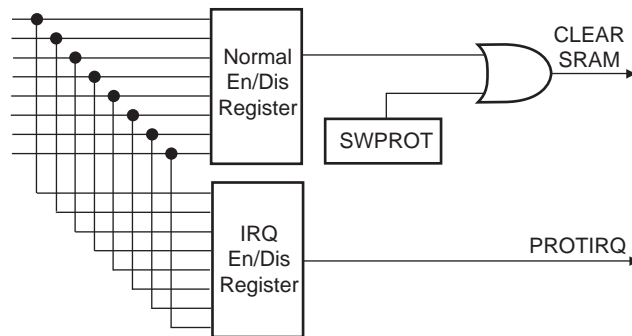 Normal
En/Dis
Register
CLEAR
SRAM
SWPROT
IRQ
En/Dis
Register
PROTIRQ